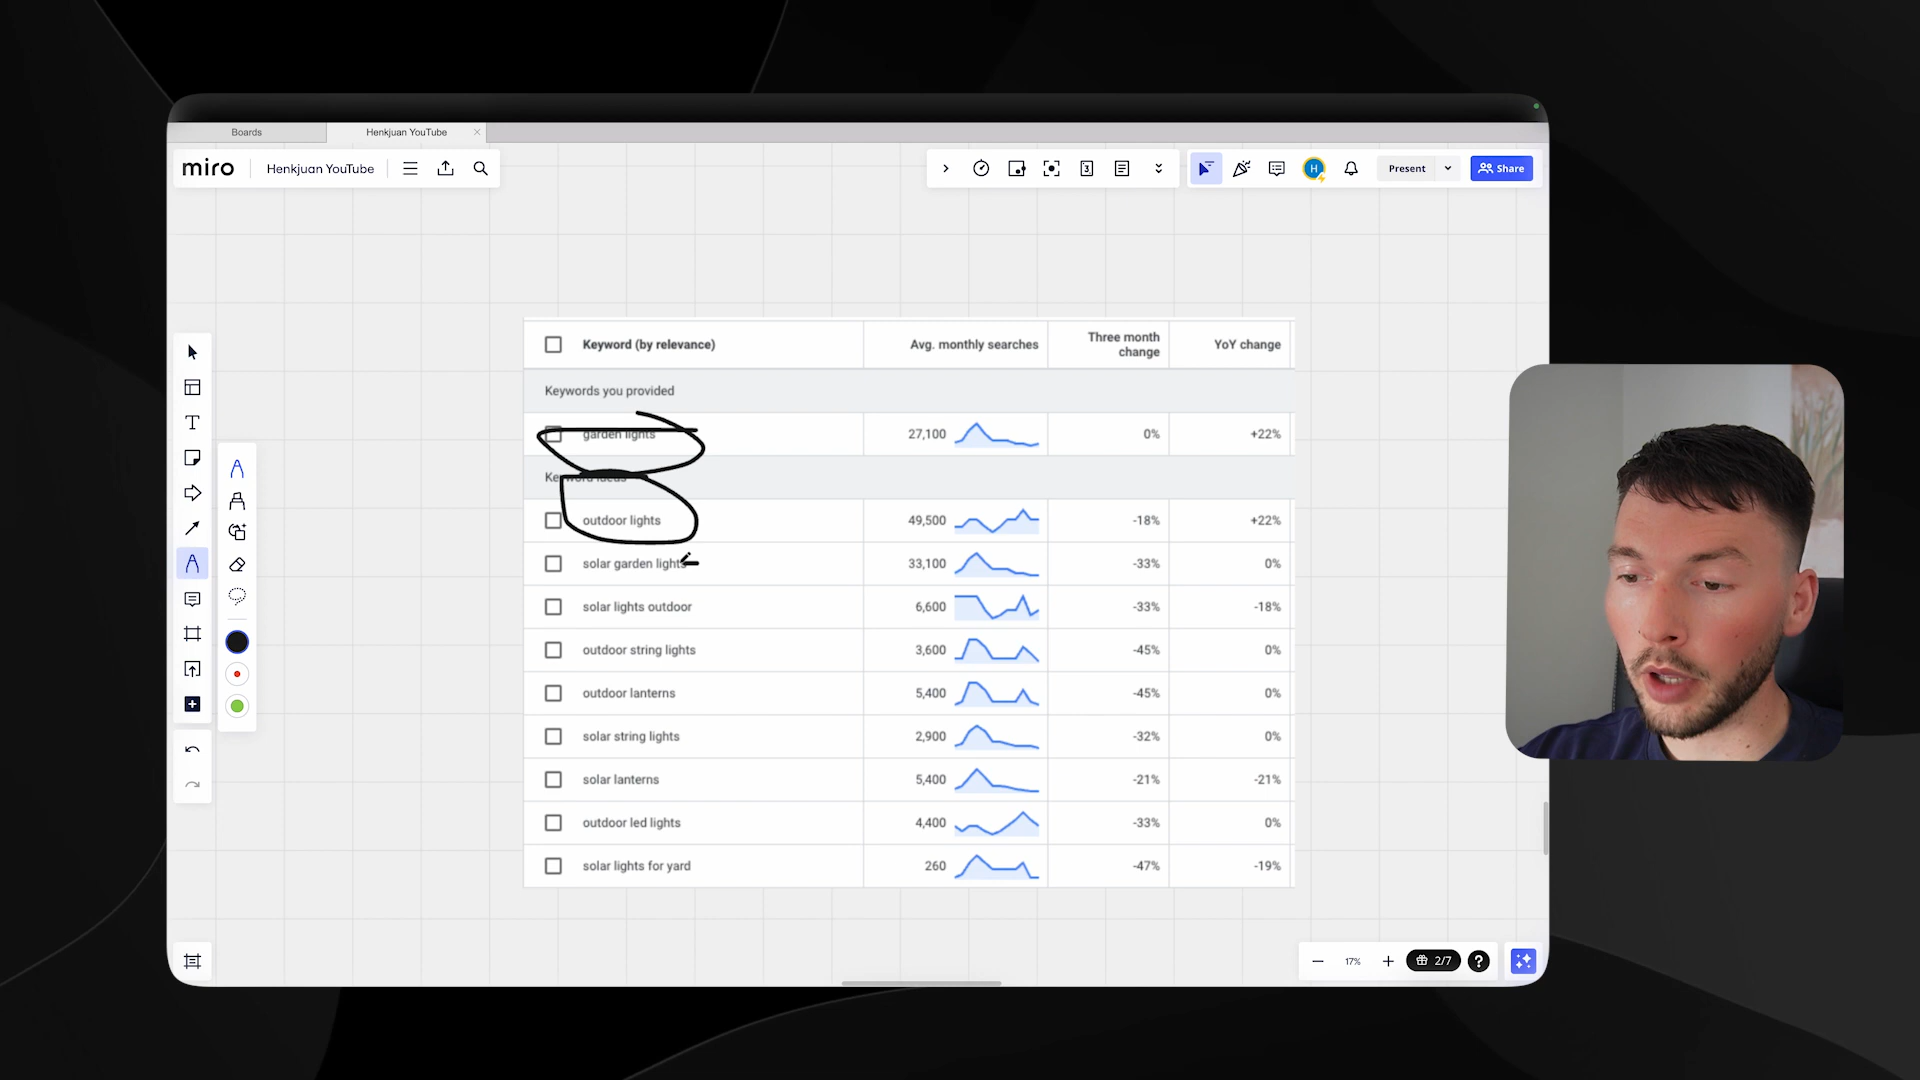 Boards
Henkjuan YouTube
miro
Henkjuan YouTube
3
H
Present
Share
T
Keyword (by relevance)
Avg. monthly searches
Three month change
YoY change
Keywords you provided
garden lights
27,100
0%
+22%
Keyword ideas
outdoor lights
49,500
-18%
+22%
solar garden lights
33,100
-33%
0%
solar lights outdoor
6,600
-33%
-18%
outdoor string lights
3,600
-45%
0%
outdoor lanterns
5,400
-45%
0%
solar string lights
2,900
-32%
0%
solar lanterns
5,400
-21%
-21%
outdoor led lights
4,400
-33%
0%
solar lights for yard
260
-47%
-19%
17%
2/7
?